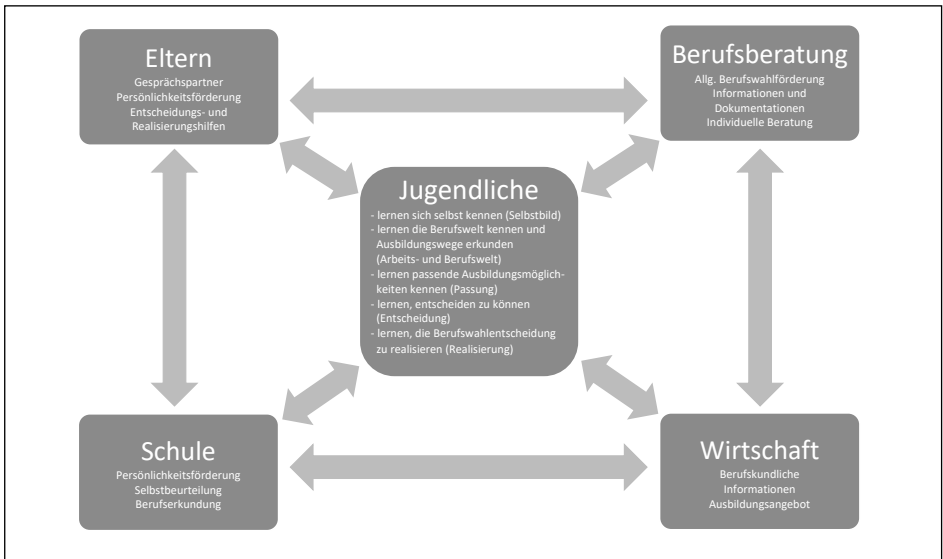 Eltern
Gesprächspartner
Persönlichkeitsförderung
Entscheidungs- und
Realisierungshilfen
Berufsberatung
Allg. Berufswahlförderung
Informationen und
Dokumentationen
Individuelle Beratung
Jugendliche
- lernen sich selbst kennen (Selbstbild)
- lernen die Berufswelt kennen und
Ausbildungswege erkunden
(Arbeits- und Berufswelt)
- lernen passende Ausbildungsmöglich-
keiten kennen (Passung)
- lernen, entscheiden zu können
(Entscheidung)
- lernen, die Berufswahlentscheidung
zu realisieren (Realisierung)
Schule
Persönlichkeitsförderung
Selbstbeurteilung
Berufserkundung
Wirtschaft
Berufskundliche
Informationen
Ausbildungsangebot